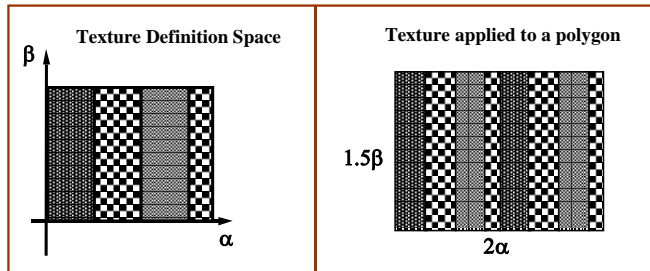 Texture Definition Space
β
α
Texture applied to a polygon
1.5β
2α